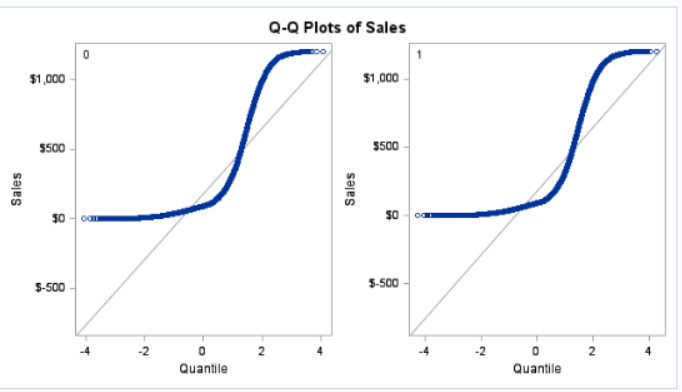 Q-Q Plots of Sales
0
$1,000
$500
$0
$-500
Sales
-4 -2 0 2 4
Quantile
1
$1,000
$500
$0
$-500
Sales
-4 -2 0 2 4
Quantile